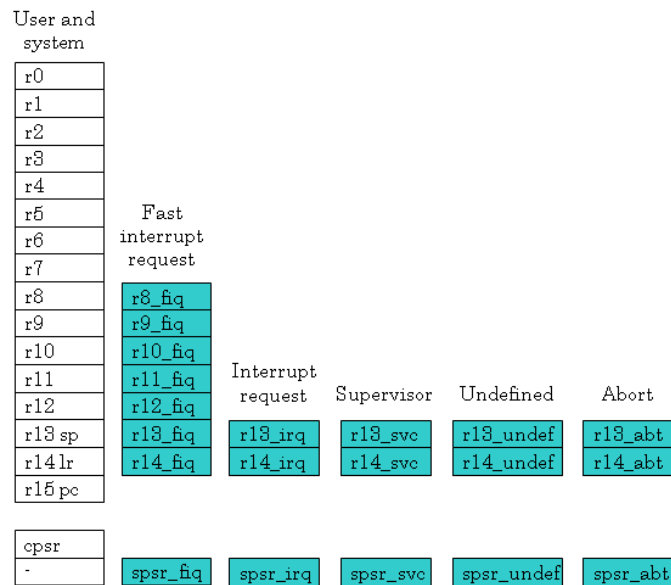 User and
system
r0
r1
r2
r3
r4
r5
r6
r7
r8
r9
r10
r11
r12
r13 sp
r14 lr
r15 pc
cpsr
-
Fast
interrupt
request
r8_fiq
r9_fiq
r10_fiq
r11_fiq
r12_fiq
r13_fiq
r14_fiq
spsr_fiq
Interrupt
request
r13_irq
r14_irq
spsr_irq
Supervisor
r13_svc
r14_svc
spsr_svc
Undefined
r13_undef
r14_undef
spsr_undef
Abort
r13_abt
r14_abt
spsr_abt